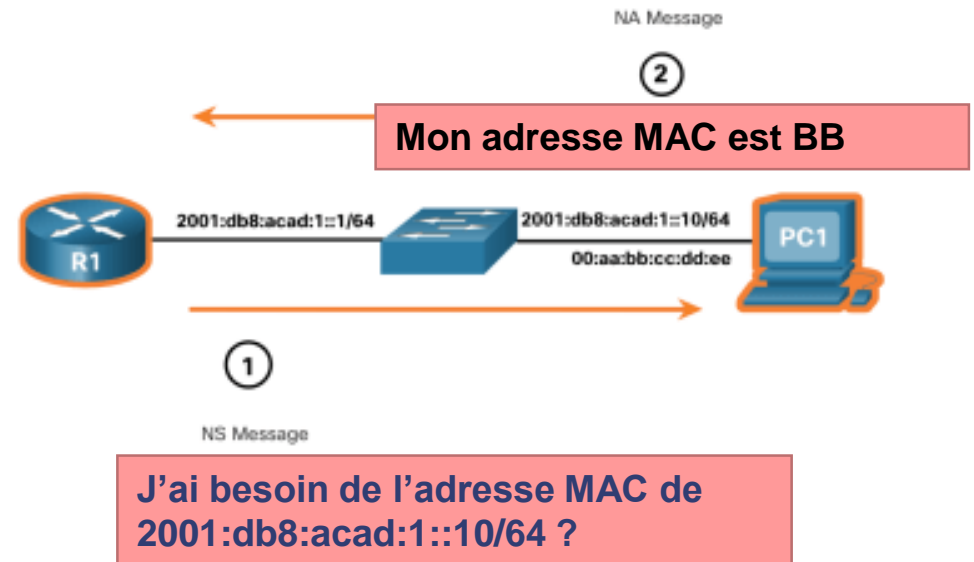 NA Message
2
Mon adresse MAC est BB
R1
2001:db8:acad:1::1/64
2001:db8:acad:1::10/64
00:aa:bb:cc:dd:ee
PC1
1
NS Message
J’ai besoin de l’adresse MAC de
2001:db8:acad:1::10/64 ?